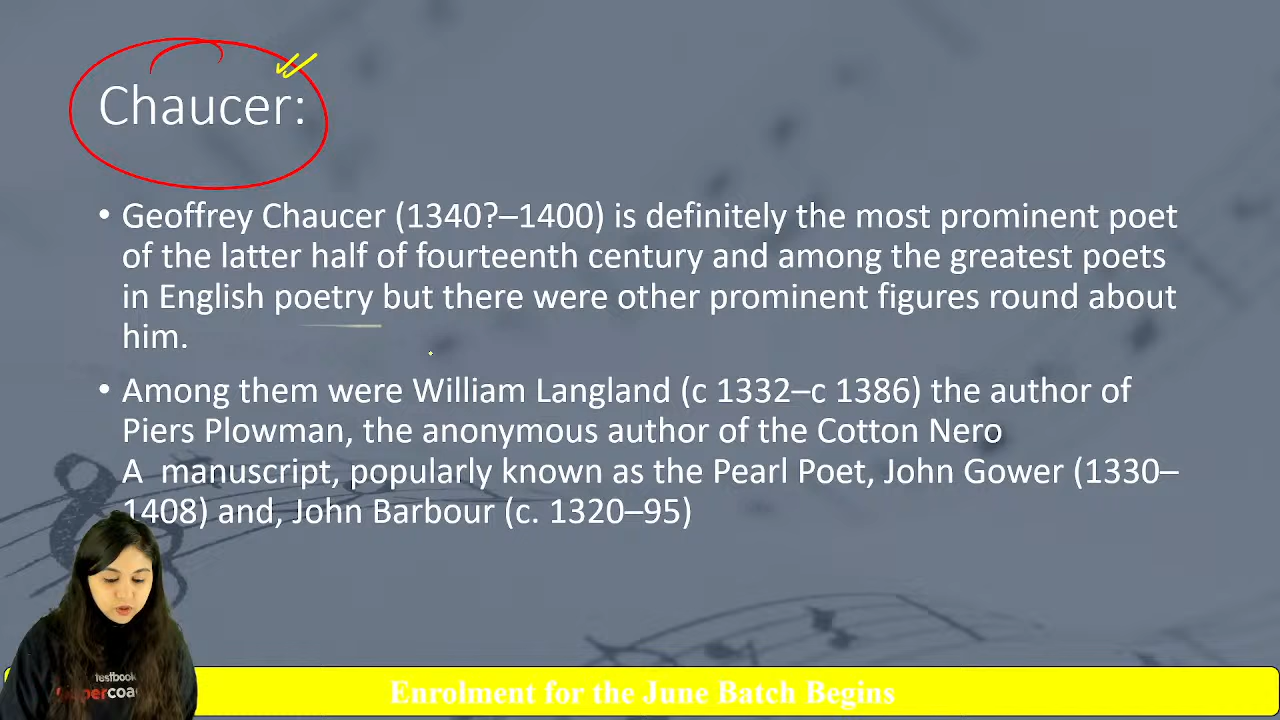 Chaucer:
• Geoffrey Chaucer (1340?–1400) is definitely the most prominent poet
of the latter half of fourteenth century and among the greatest poets
in English poetry but there were other prominent figures round about
him.
• Among them were William Langland (c 1332–c 1386) the author of
Piers Plowman, the anonymous author of the Cotton Nero
A manuscript, popularly known as the Pearl Poet, John Gower (1330–
1408) and, John Barbour (c. 1320–95)
testbook
supercoa
Enrolment for the June Batch Begins